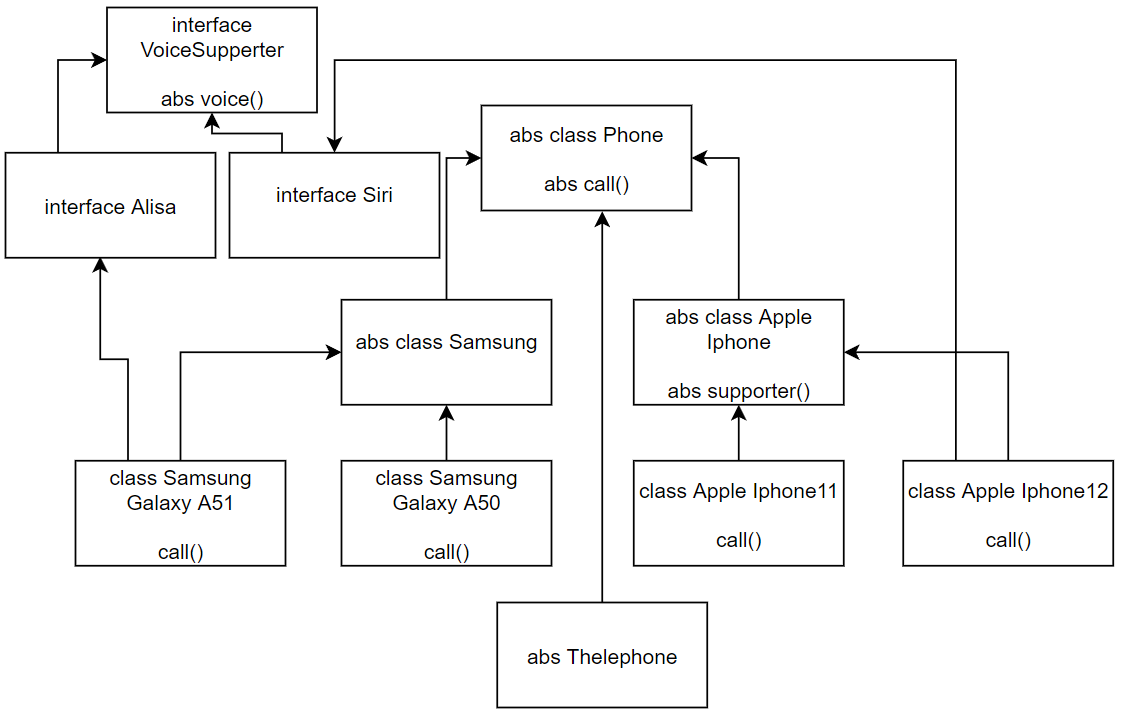 interface
VoiceSupperter
abs voice()
abs class Phone
abs call()
interface Alisa
interface Siri
abs class Samsung
abs class Apple
Iphone
abs supporter()
class Samsung
Galaxy A51
call()
class Samsung
Galaxy A50
call()
class Apple Iphone11
call()
class Apple Iphone12
call()
abs Thelephone